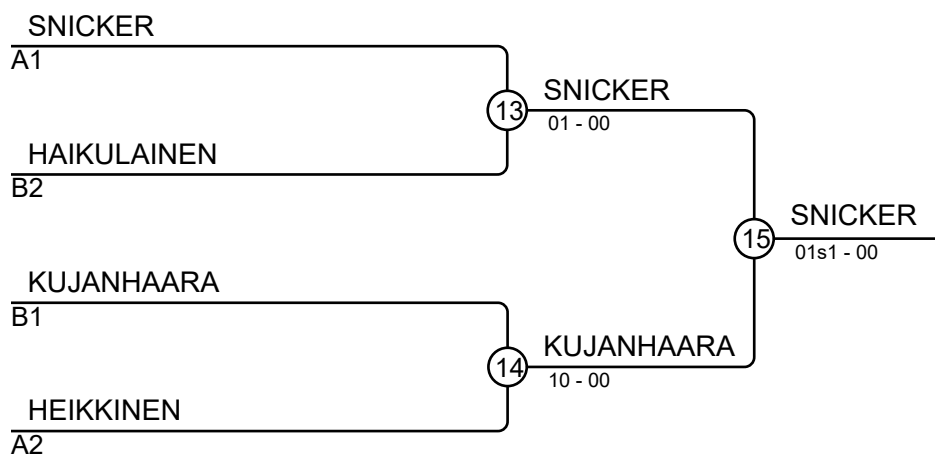 SNICKER
A1
13
SNICKER
01 - 00
HAIKULAINEN
B2
15
SNICKER
01s1 - 00
KUJANHAARA
B1
14
KUJANHAARA
10 - 00
HEIKKINEN
A2